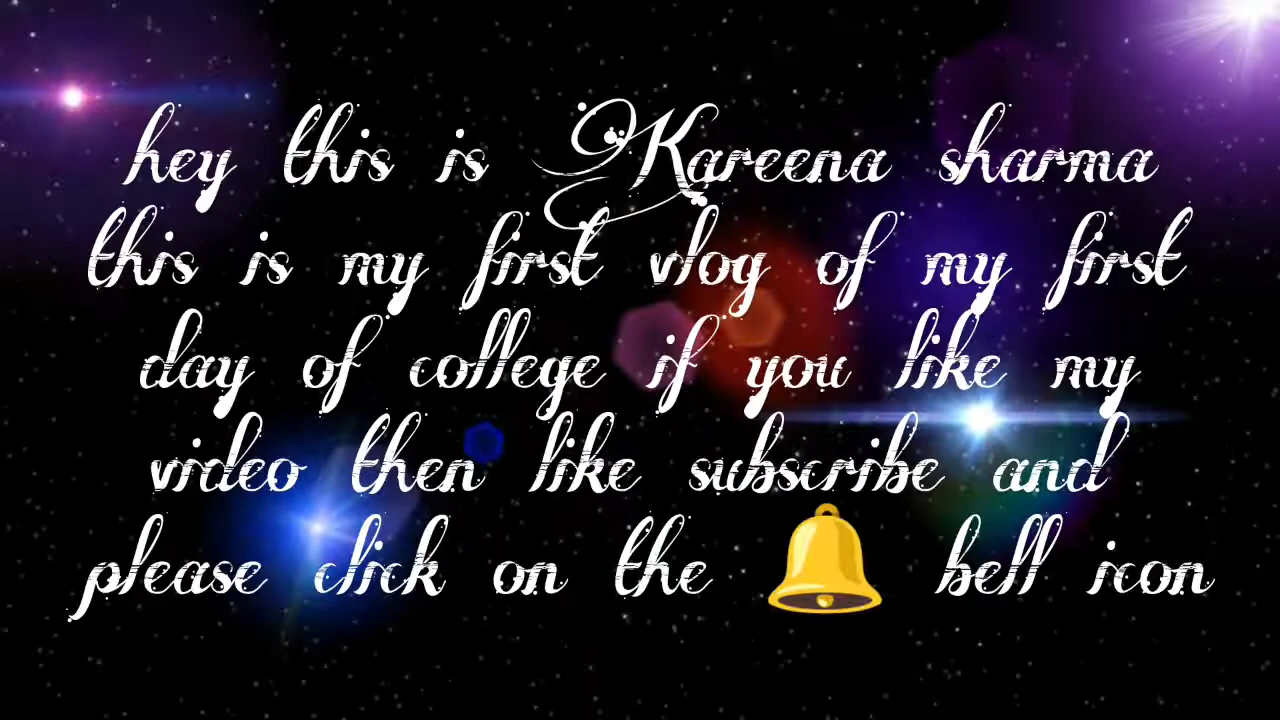 hey this is Kareena sharma
this is my first vlog of my first
day of college if you like my
video then like subscribe and
please click on the 🔔 bell icon